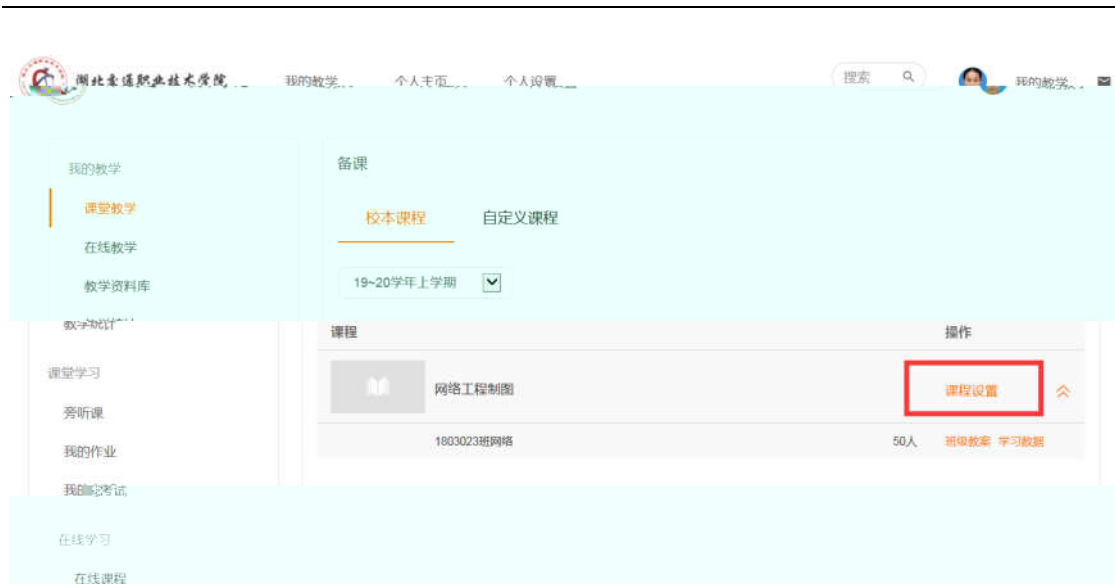 湖北交通职业技术学院 我的教学 个人主页 个人设置 搜索 我的教学
我的教学
课堂教学
在线教学
教学资料库
教学统计
课堂学习
旁听课
我的作业
在线学习
在线课程
备课
校本课程 自定义课程
19~20学年上学期
课程 操作
网络工程制图 课程设置
1803023班网络 50人 班级教案 学习数据